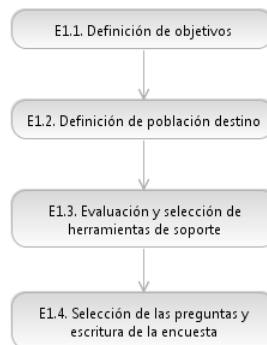 E1.1. Definición de objetivos
E1.2. Definición de población destino
E1.3. Evaluación y selección de
herramientas de soporte
E1.4. Selección de las preguntas y
escritura de la encuesta